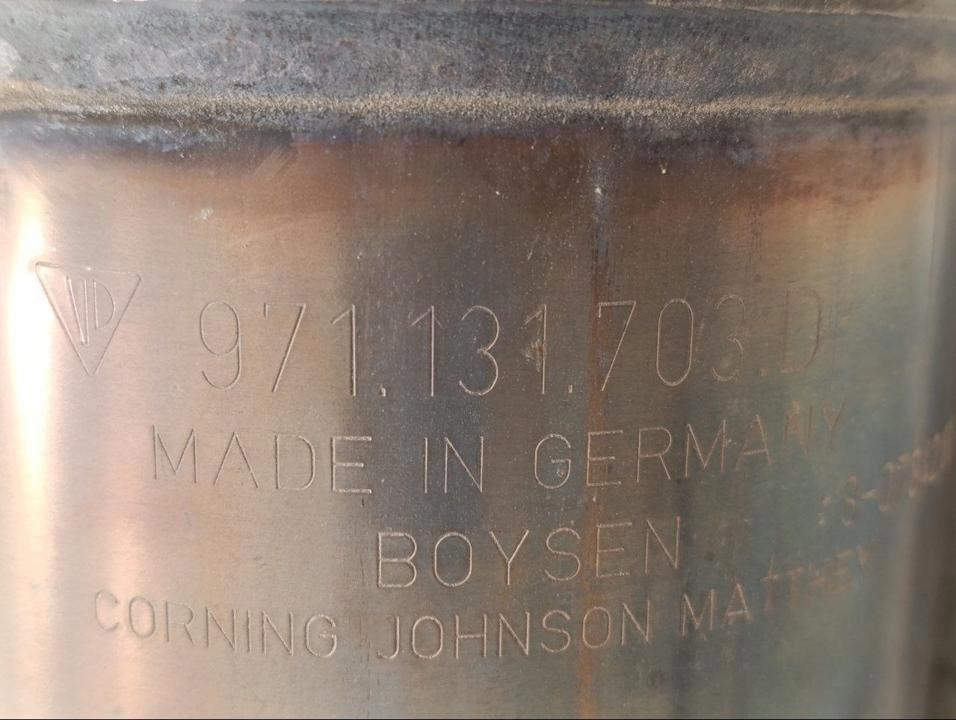 971.131.703.D
MADE IN GERMANY
BOYSEN
CORNING JOHNSON MATTHEY